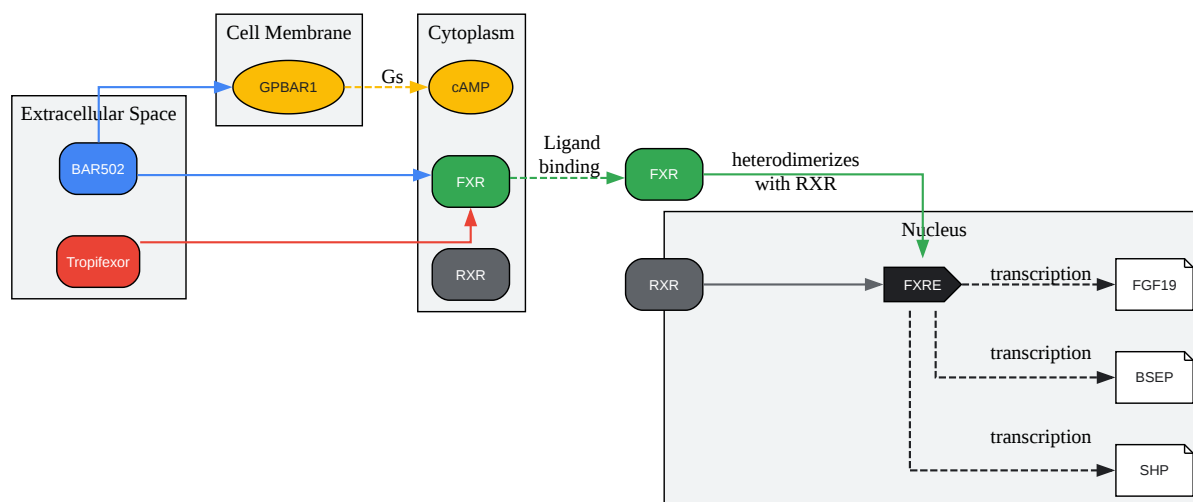 Cell Membrane
Cytoplasm
GPBAR1
Gs
cAMP
Extracellular Space
BAR502
Ligand
binding
heterodimerizes
with RXR
FXR
FXR
Nucleus
Tropifexor
RXR
RXR
FXRE
transcription
FGF19
transcription
BSEP
transcription
SHP